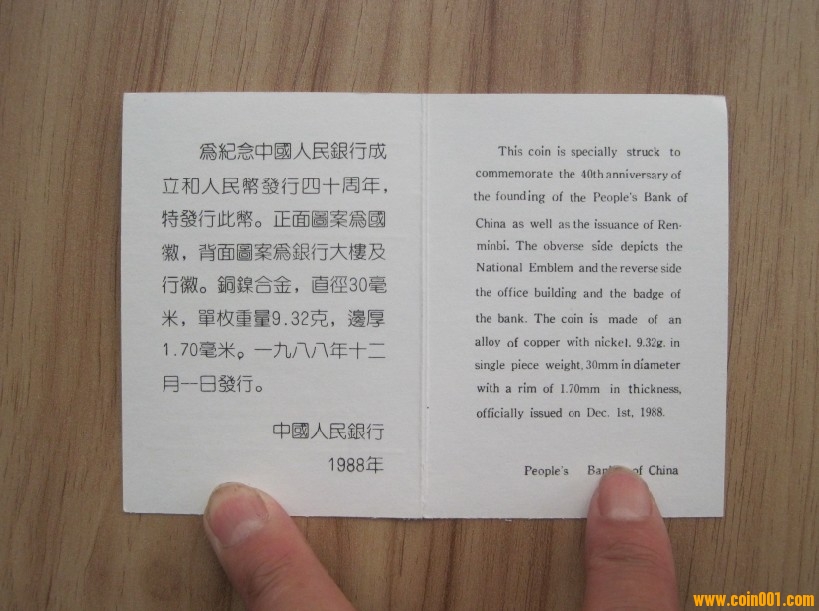 爲紀念中國人民銀行成
立和人民幣發行四十周年，
特發行此幣。正面圖案爲國
徽，背面圖案爲銀行大樓及
行徽。銅鎳合金，直徑30毫
米，單枚重量9.32克，邊厚
1.70毫米。一九八八年十二
月一日發行。
中國人民銀行
1988年
This coin is specially struck to
commemorate the 40th anniversary of
the founding of the People's Bank of
China as well as the issuance of Ren-
minbi. The obverse side depicts the
National Emblem and the reverse side
the office building and the badge of
the bank. The coin is made of an
alloy of copper with nickel, 9.32g. in
single piece weight, 30mm in diameter
with a rim of 1.70mm in thickness,
officially issued on Dec. 1st, 1988.
People's Bank of China
www.coin001.com